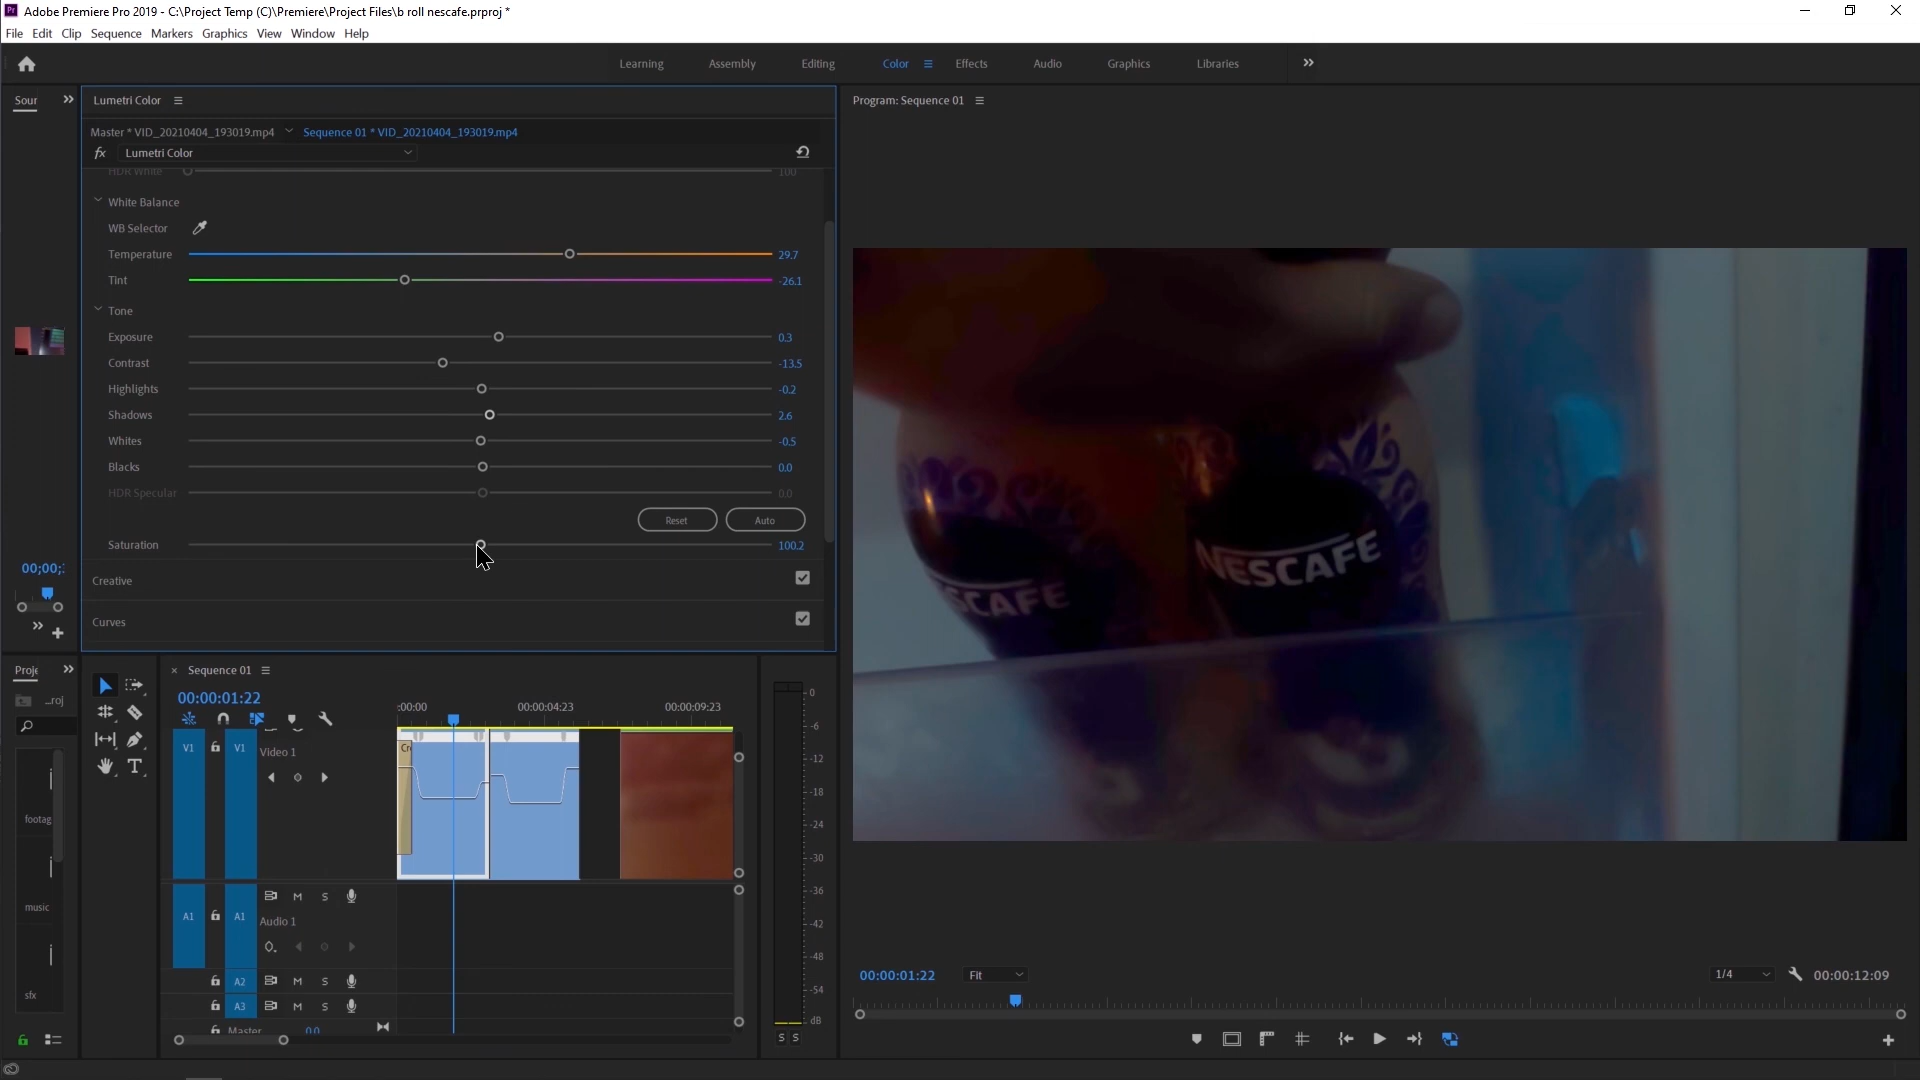 Adobe Premiere Pro 2019 - C:\Project Temp (C)\Premiere\Project Files\b roll nescafe.prproj *
File Edit Clip Sequence Markers Graphics View Window Help
Learning Assembly Editing Color Effects Audio Graphics Libraries
Sour
Lumetri Color
Program: Sequence 01
Master * VID_20210404_193019.mp4 Sequence 01 * VID_20210404_193019.mp4
fx Lumetri Color
HDR White 100
White Balance
WB Selector
Temperature 29.7
Tint -26.1
Tone
Exposure 0.3
Contrast -13.5
Highlights -0.2
Shadows 2.6
Whites -0.5
Blacks 0.0
HDR Specular 0.0
Reset Auto
Saturation 100.2
Creative
Curves
NESCAFE
SCAFE
00;00;
Proje
Sequence 01
..roj
00:00:01:22
:00:00 00:00:04:23 00:00:09:23
V1 V1 Video 1
Cr
footag
music
sfx
A1 A1 M S
Audio 1
A2 M S
A3 M S
Master 0.0
0
-6
-12
-18
-24
-30
-36
-42
-48
-54
dB
S S
00:00:01:22 Fit 1/4 00:00:12:09